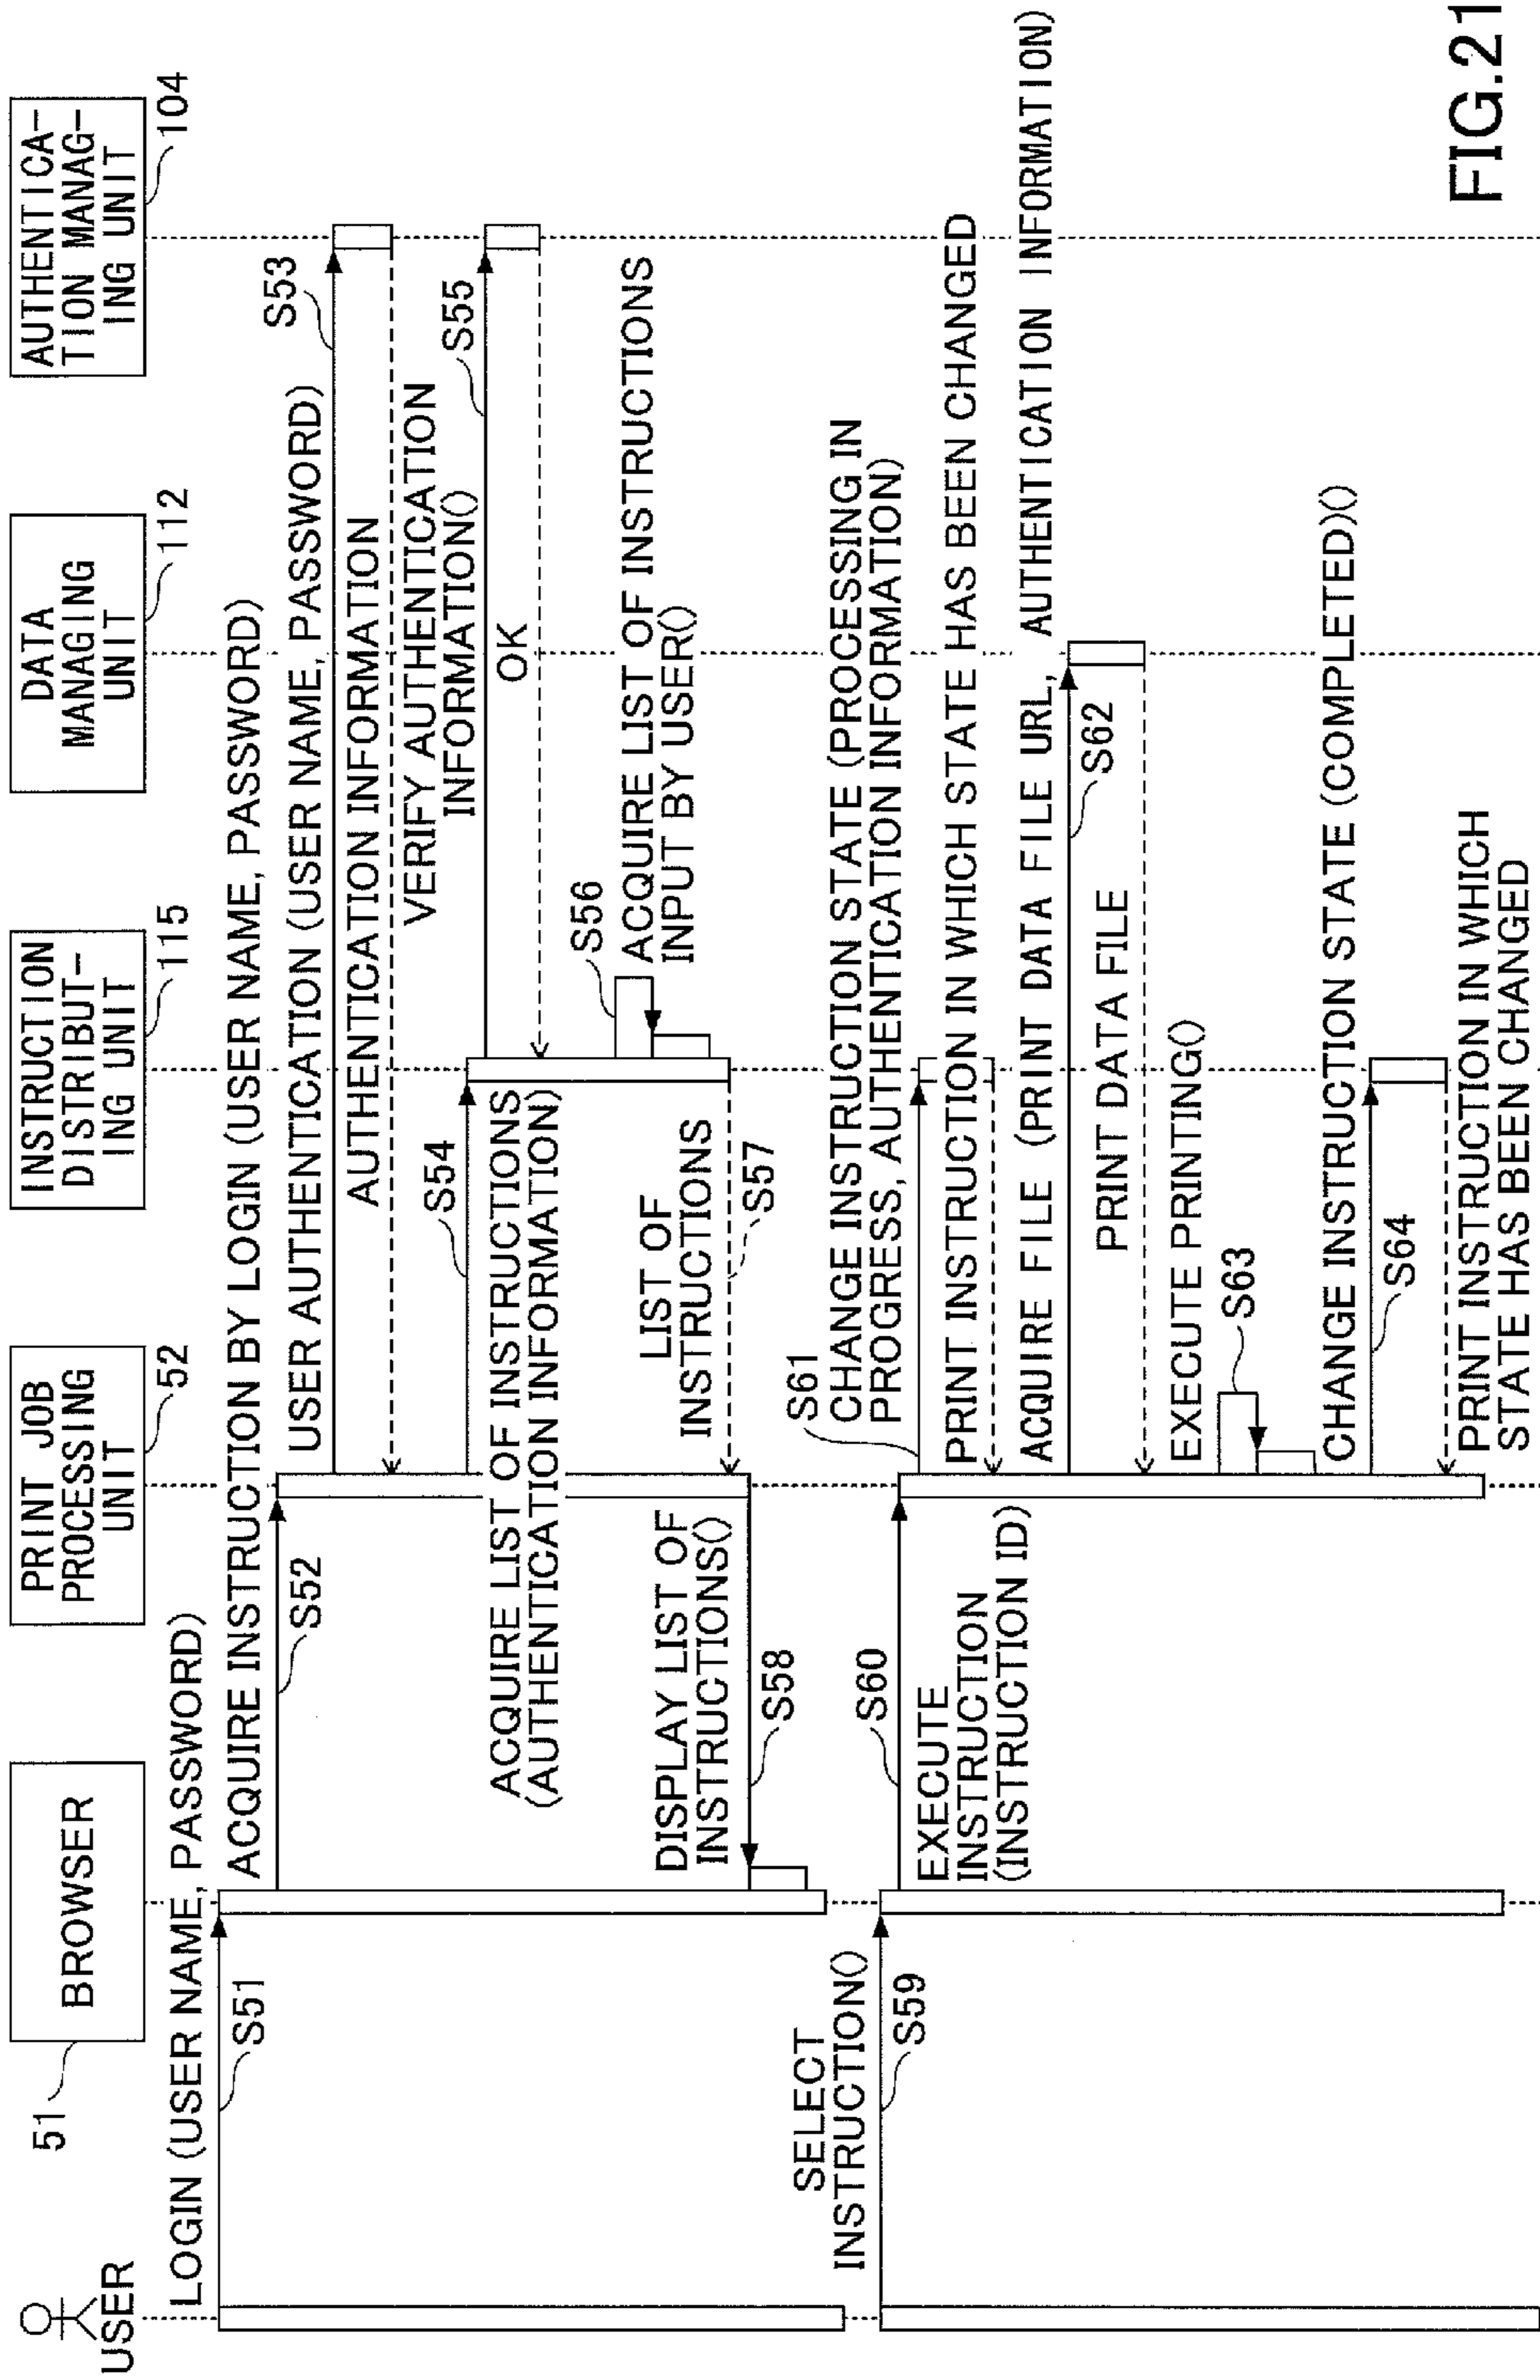 USER
BROWSER
51
PRINT JOB
PROCESSING
UNIT
52
INSTRUCTION
DISTRIBUT-
ING UNIT
115
DATA
MANAGING
UNIT
112
AUTHENTICA-
TION MANAG-
ING UNIT
104
LOGIN (USER NAME, PASSWORD)
S51
ACQUIRE INSTRUCTION BY LOGIN (USER NAME, PASSWORD)
S52
USER AUTHENTICATION (USER NAME, PASSWORD)
S53
AUTHENTICATION INFORMATION
S54
ACQUIRE LIST OF INSTRUCTIONS
(AUTHENTICATION INFORMATION)
VERIFY AUTHENTICATION
INFORMATION()
S55
OK
S56
ACQUIRE LIST OF INSTRUCTIONS
INPUT BY USER()
LIST OF
INSTRUCTIONS
S57
DISPLAY LIST OF
INSTRUCTIONS()
S58
SELECT
INSTRUCTION()
S59
S60
EXECUTE
INSTRUCTION
(INSTRUCTION ID)
S61
CHANGE INSTRUCTION STATE (PROCESSING IN
PROGRESS, AUTHENTICATION INFORMATION)
PRINT INSTRUCTION IN WHICH STATE HAS BEEN CHANGED
ACQUIRE FILE (PRINT DATA FILE URL, AUTHENTICATION INFORMATION)
S62
PRINT DATA FILE
EXECUTE PRINTING()
S63
CHANGE INSTRUCTION STATE (COMPLETED)()
S64
PRINT INSTRUCTION IN WHICH
STATE HAS BEEN CHANGED
FIG.21